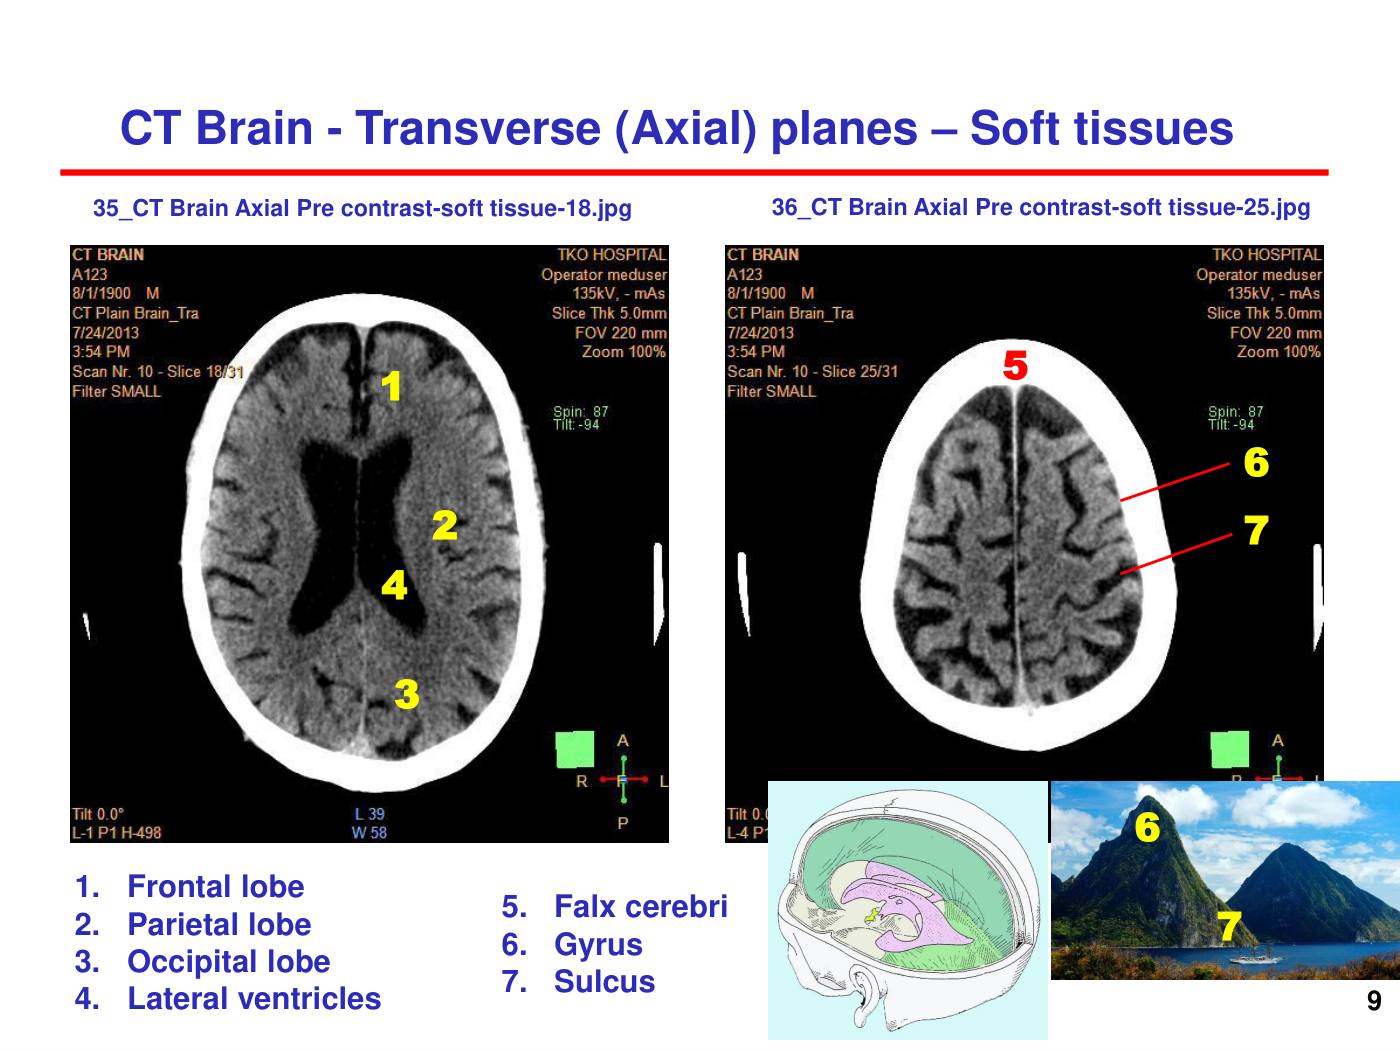 CT Brain - Transverse (Axial) planes – Soft tissues
35_CT Brain Axial Pre contrast-soft tissue-18.jpg
36_CT Brain Axial Pre contrast-soft tissue-25.jpg
CT BRAIN
A123
8/1/1900 M
CT Plain Brain_Tra
7/24/2013
3:54 PM
Scan Nr. 10 - Slice 18/31
Filter SMALL
TKO HOSPITAL
Operator meduser
135kV, - mAs
Slice Thk 5.0mm
FOV 220 mm
Zoom 100%
Spin: 87
Tilt: -94
1
2
4
3
A
R F L
P
Tilt 0.0°
L-1 P1 H-498
L 39
W 58
CT BRAIN
A123
8/1/1900 M
CT Plain Brain_Tra
7/24/2013
3:54 PM
Scan Nr. 10 - Slice 25/31
Filter SMALL
TKO HOSPITAL
Operator meduser
135kV, - mAs
Slice Thk 5.0mm
FOV 220 mm
Zoom 100%
Spin: 87
Tilt: -94
5
6
7
A
Tilt 0.0
L-4 P1
6
7
1. Frontal lobe
2. Parietal lobe
3. Occipital lobe
4. Lateral ventricles
5. Falx cerebri
6. Gyrus
7. Sulcus
9